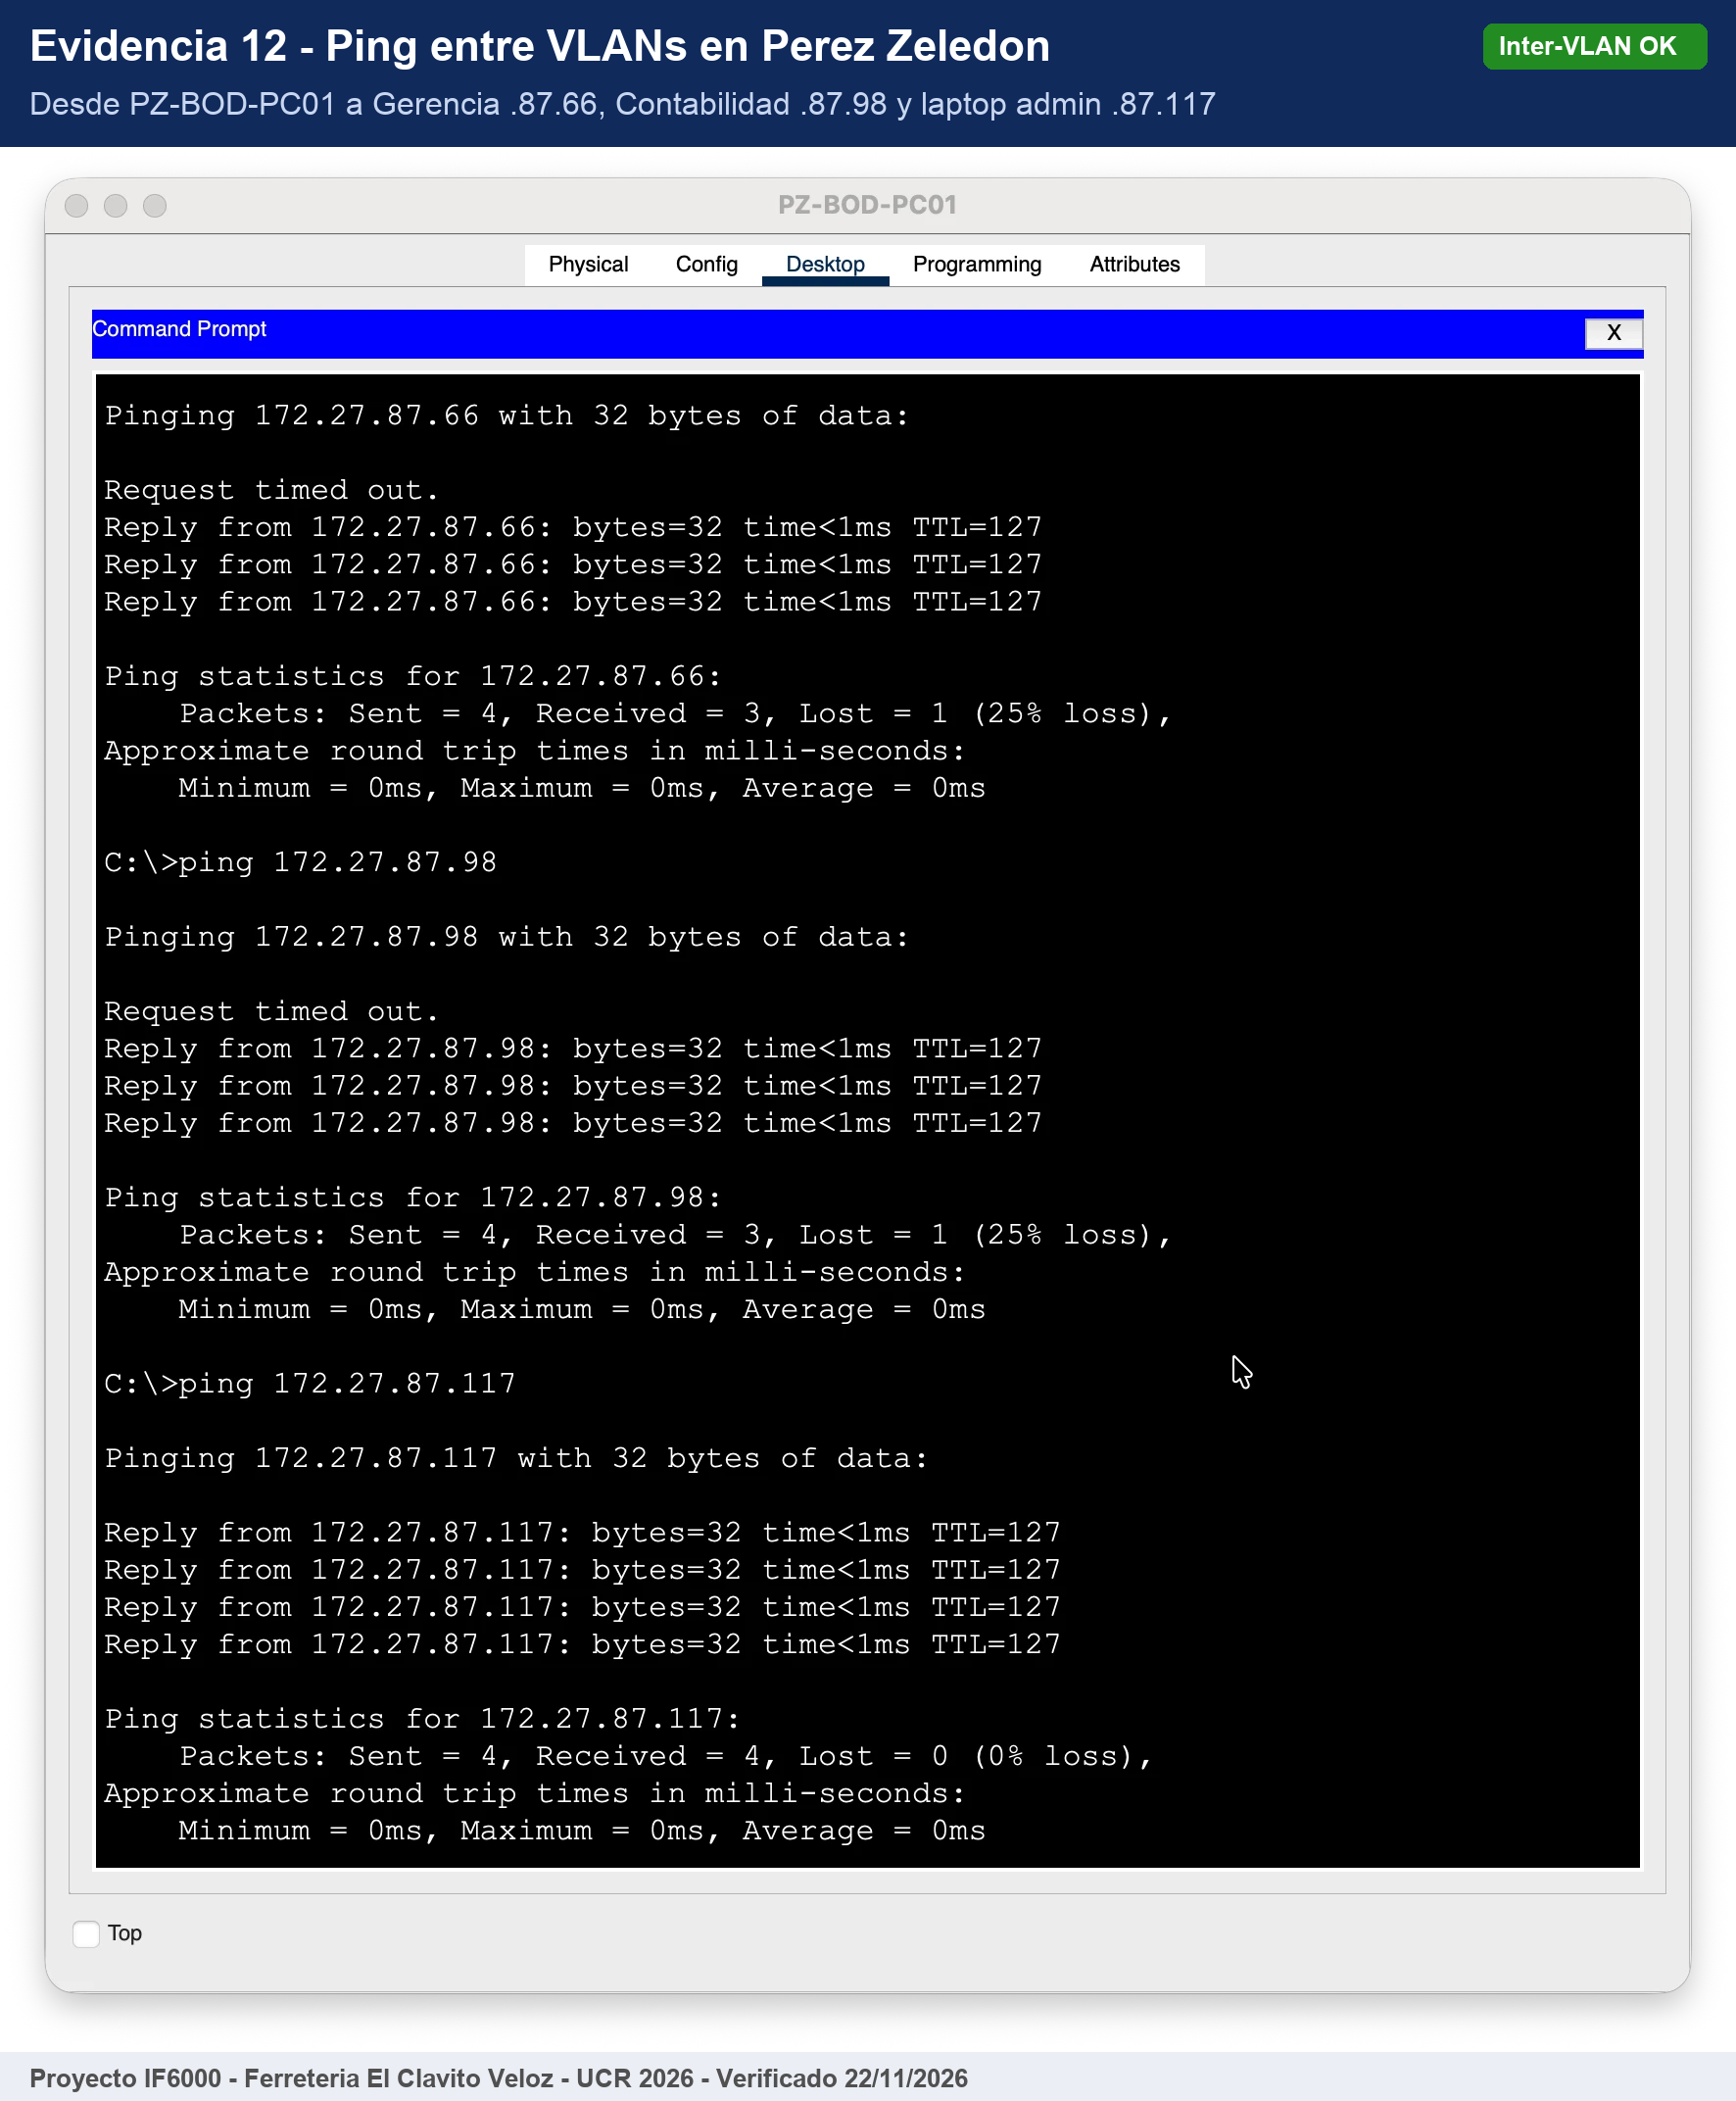 Evidencia 12 - Ping entre VLANs en Perez Zeledon
Inter-VLAN OK
Desde PZ-BOD-PC01 a Gerencia .87.66, Contabilidad .87.98 y laptop admin .87.117
PZ-BOD-PC01
Physical Config Desktop Programming Attributes
Command Prompt
X
Pinging 172.27.87.66 with 32 bytes of data:
Request timed out.
Reply from 172.27.87.66: bytes=32 time<1ms TTL=127
Reply from 172.27.87.66: bytes=32 time<1ms TTL=127
Reply from 172.27.87.66: bytes=32 time<1ms TTL=127
Ping statistics for 172.27.87.66:
Packets: Sent = 4, Received = 3, Lost = 1 (25% loss),
Approximate round trip times in milli-seconds:
Minimum = 0ms, Maximum = 0ms, Average = 0ms
C:\>ping 172.27.87.98
Pinging 172.27.87.98 with 32 bytes of data:
Request timed out.
Reply from 172.27.87.98: bytes=32 time<1ms TTL=127
Reply from 172.27.87.98: bytes=32 time<1ms TTL=127
Reply from 172.27.87.98: bytes=32 time<1ms TTL=127
Ping statistics for 172.27.87.98:
Packets: Sent = 4, Received = 3, Lost = 1 (25% loss),
Approximate round trip times in milli-seconds:
Minimum = 0ms, Maximum = 0ms, Average = 0ms
C:\>ping 172.27.87.117
Pinging 172.27.87.117 with 32 bytes of data:
Reply from 172.27.87.117: bytes=32 time<1ms TTL=127
Reply from 172.27.87.117: bytes=32 time<1ms TTL=127
Reply from 172.27.87.117: bytes=32 time<1ms TTL=127
Reply from 172.27.87.117: bytes=32 time<1ms TTL=127
Ping statistics for 172.27.87.117:
Packets: Sent = 4, Received = 4, Lost = 0 (0% loss),
Approximate round trip times in milli-seconds:
Minimum = 0ms, Maximum = 0ms, Average = 0ms
Top
Proyecto IF6000 - Ferreteria El Clavito Veloz - UCR 2026 - Verificado 22/11/2026